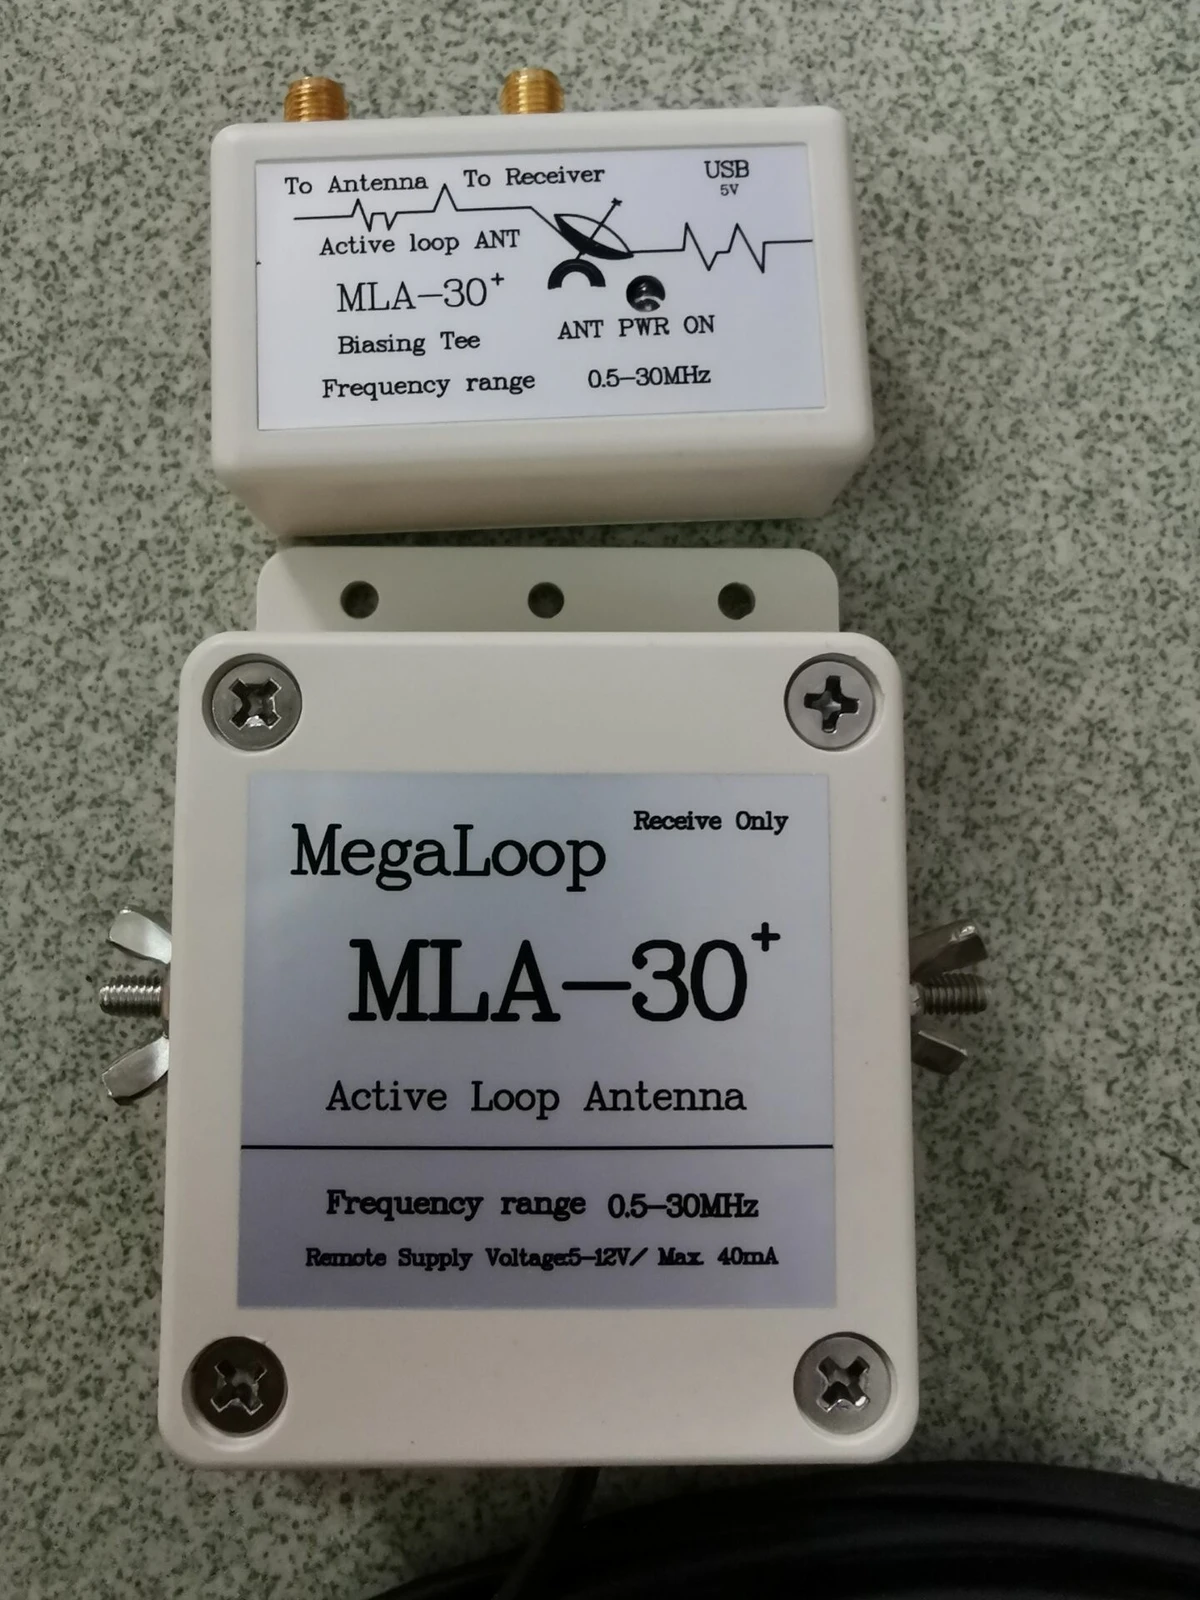 To Antenna To Receiver USB
5V
Active loop ANT
MLA-30+
ANT PWR ON
Biasing Tee
Frequency range 0.5-30MHz
MegaLoop Receive Only
MLA-30+
Active Loop Antenna
Frequency range 0.5-30MHz
Remote Supply Voltage:5-12V/ Max. 40mA